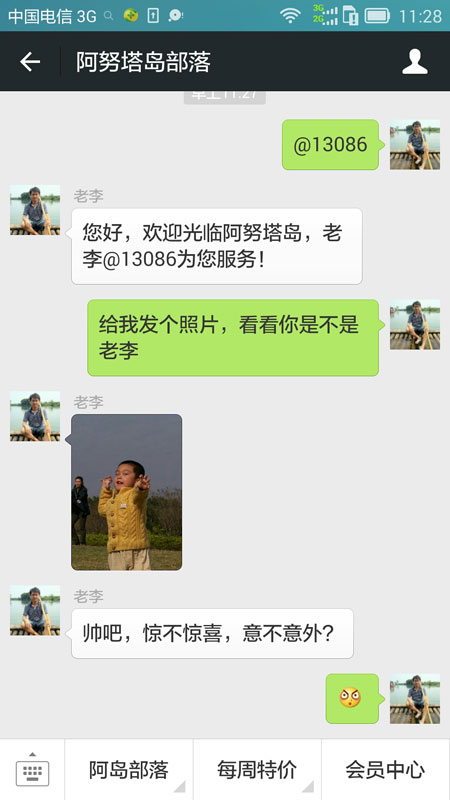 中国电信 3G
3G
2G
11:28
阿努塔岛部落
早上11:27
@13086
老李
您好，欢迎光临阿努塔岛，老
李@13086为您服务！
给我发个照片，看看你是不是
老李
老李
老李
帅吧，惊不惊喜，意不意外？
阿岛部落
每周特价
会员中心